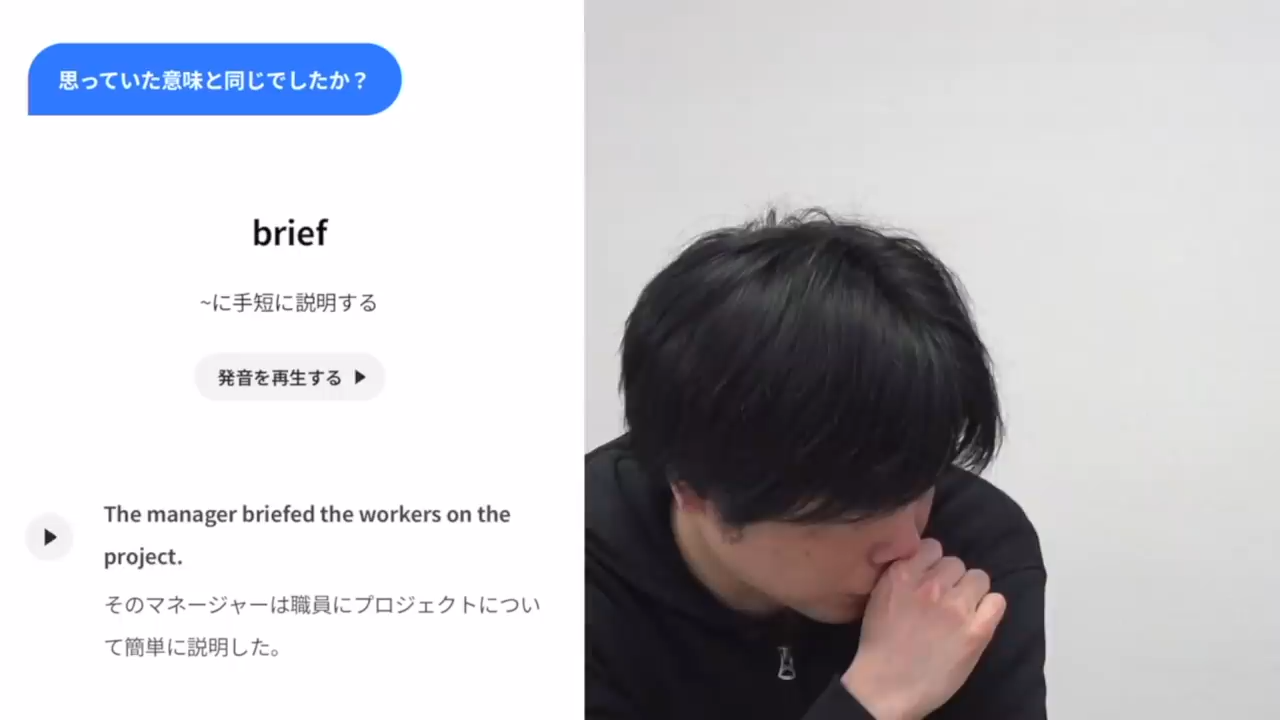 思っていた意味と同じでしたか？
brief
~に手短に説明する
発音を再生する
The manager briefed the workers on the
project.
そのマネージャーは職員にプロジェクトについ
て簡単に説明した。